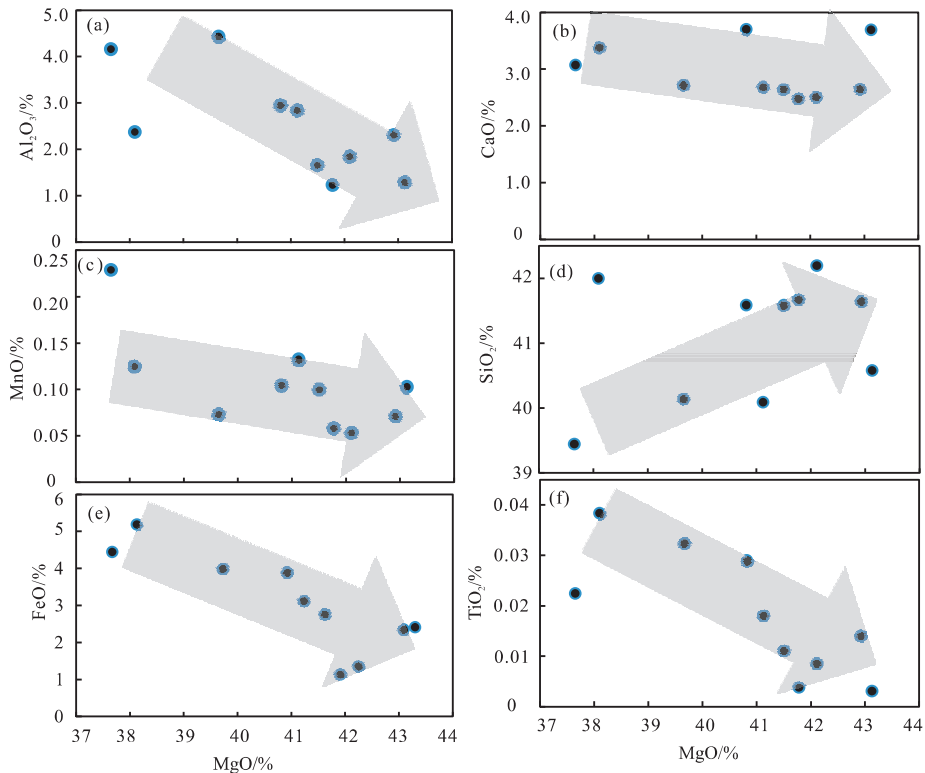 (a)
5.0
4.0
3.0
2.0
1.0
0
Al₂O₃/%
(b)
4.0
3.0
2.0
1.0
0
CaO/%
(c)
0.25
0.20
0.15
0.10
0.05
0
MnO/%
(d)
42
41
40
39
SiO₂/%
(e)
6
5
4
3
2
1
0
FeO/%
37 38 39 40 41 42 43 44
MgO/%
(f)
0.04
0.03
0.02
0.01
0
TiO₂/%
37 38 39 40 41 42 43 44
MgO/%